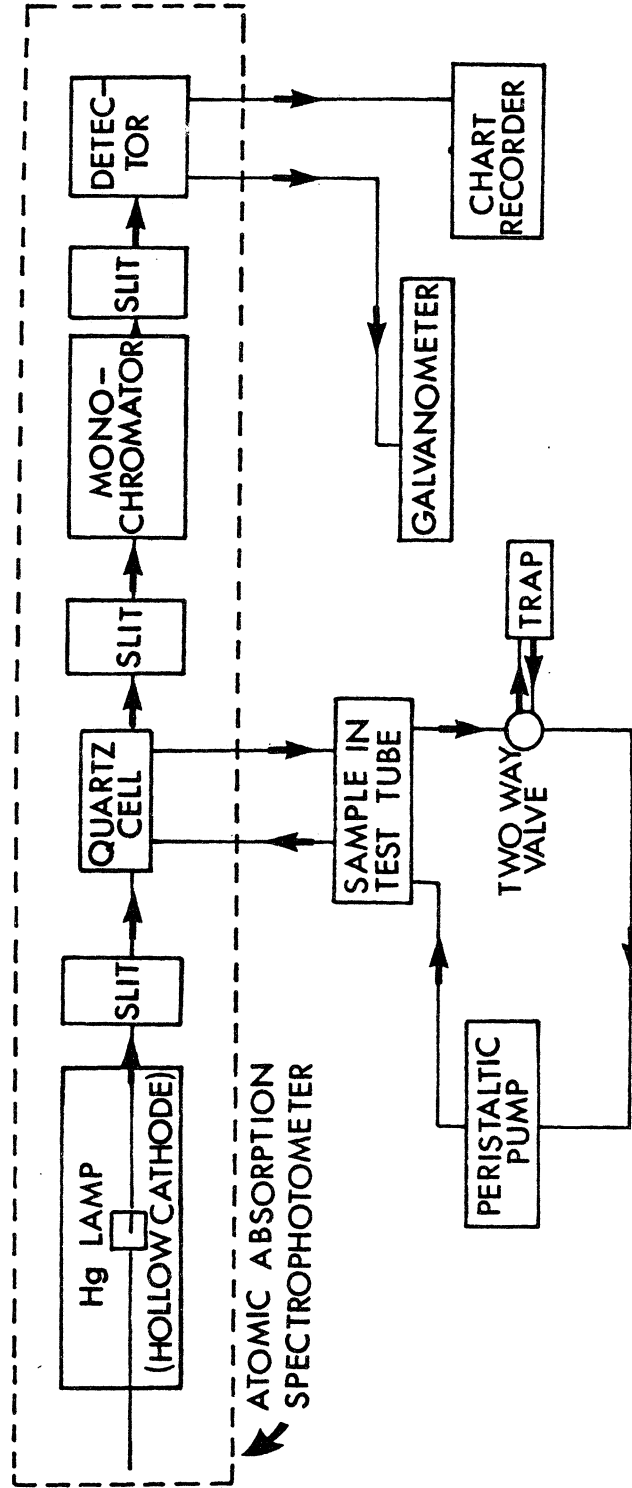 Hg LAMP
(HOLLOW CATHODE)
SLIT
QUARTZ
CELL
SLIT
MONO-
CHROMATOR
SLIT
DETEC-
TOR
ATOMIC ABSORPTION
SPECTROPHOTOMETER
SAMPLE IN
TEST TUBE
GALVANOMETER
CHART
RECORDER
PERISTALTIC
PUMP
TWO WAY
VALVE
TRAP